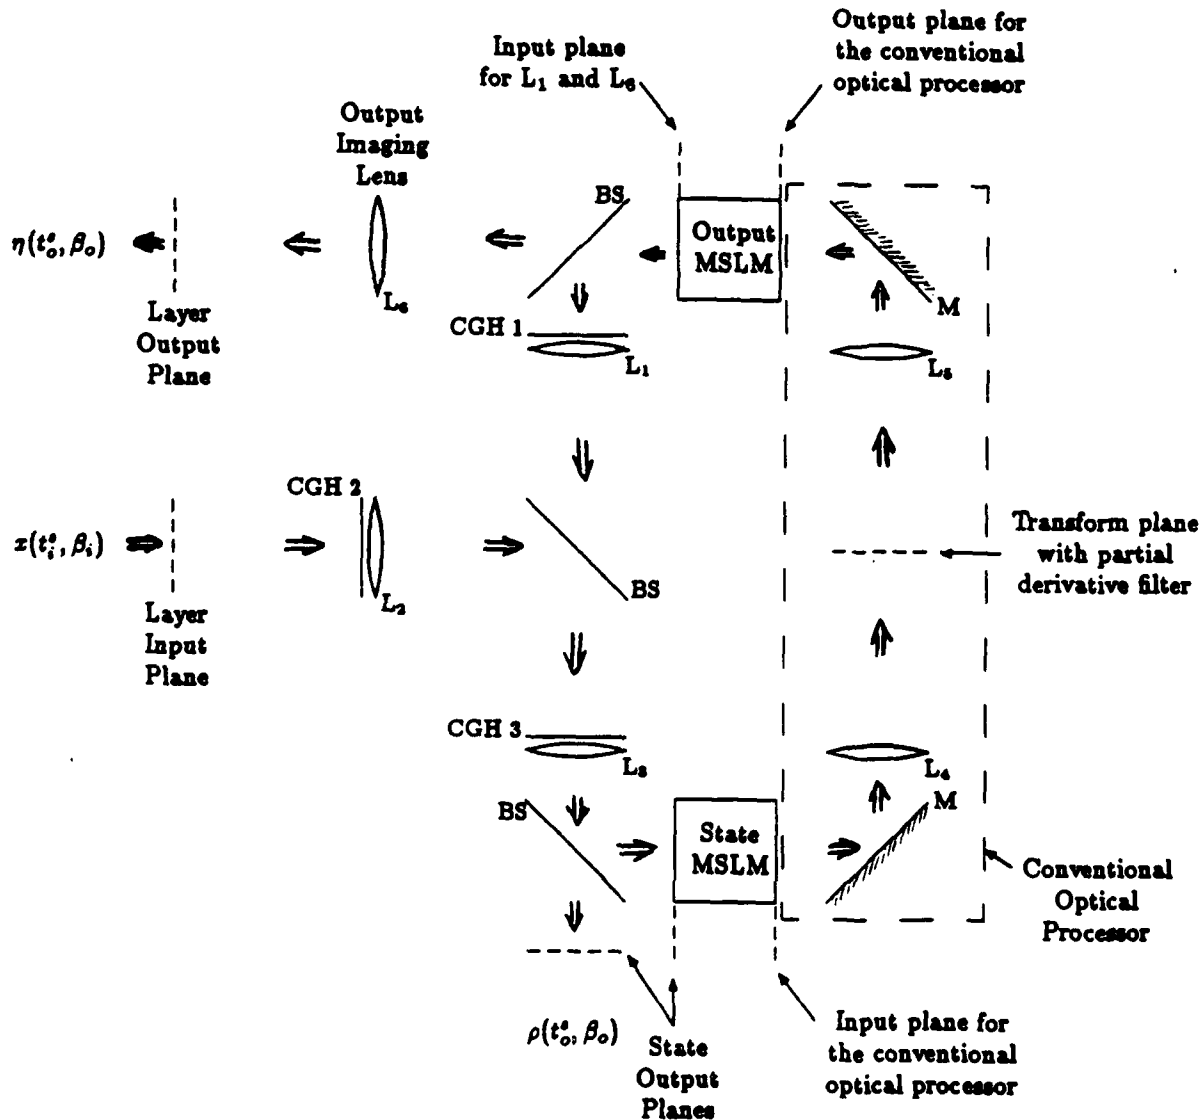 Output plane for
the conventional
optical processor
Input plane
for L₁ and L₆
Output
Imaging
Lens
BS
Output
MSLM
η(tₒˢ, βₒ)
L₆
M
Layer
Output
Plane
CGH 1
L₁
L₅
CGH 2
x(tᵢˢ, βᵢ)
Transform plane
with partial
derivative filter
BS
L₂
Layer
Input
Plane
CGH 3
L₃
L₄
BS
M
State
MSLM
Conventional
Optical
Processor
ρ(tₒˢ, βₒ)
State
Output
Planes
Input plane for
the conventional
optical processor